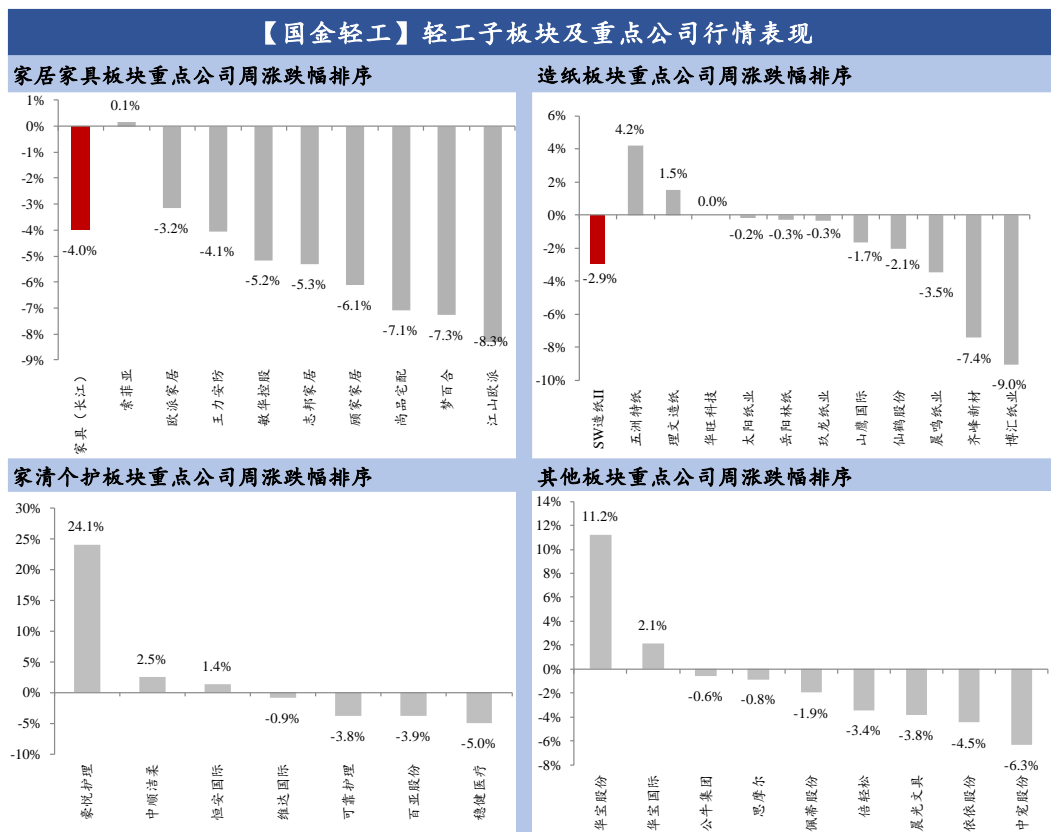 【国金轻工】轻工子板块及重点公司行情表现
家居家具板块重点公司周涨跌幅排序
1%
0%
-1%
-2%
-3%
-4%
-5%
-6%
-7%
-8%
-9%
-4.0%
0.1%
-3.2%
-4.1%
-5.2%
-5.3%
-6.1%
-7.1%
-7.3%
-8.3%
家具（长江）
索菲亚
欧派家居
王力安防
敏华控股
志邦家居
顾家家居
尚品宅配
梦百合
江山欧派
造纸板块重点公司周涨跌幅排序
6%
4%
2%
0%
-2%
-4%
-6%
-8%
-10%
-2.9%
4.2%
1.5%
0.0%
-0.2%
-0.3%
-0.3%
-1.7%
-2.1%
-3.5%
-7.4%
-9.0%
SW造纸II
五洲特纸
理文造纸
华旺科技
太阳纸业
岳阳林纸
玖龙纸业
山鹰国际
仙鹤股份
晨鸣纸业
齐峰新材
博汇纸业
家清个护板块重点公司周涨跌幅排序
30%
25%
20%
15%
10%
5%
0%
-5%
-10%
24.1%
2.5%
1.4%
-0.9%
-3.8%
-3.9%
-5.0%
豪悦护理
中顺洁柔
恒安国际
维达国际
可靠护理
百亚股份
稳健医疗
其他板块重点公司周涨跌幅排序
14%
12%
10%
8%
6%
4%
2%
0%
-2%
-4%
-6%
-8%
11.2%
2.1%
-0.6%
-0.8%
-1.9%
-3.4%
-3.8%
-4.5%
-6.3%
华宝股份
华宝国际
公牛集团
思摩尔
佩蒂股份
倍轻松
晨光文具
依依股份
中宠股份